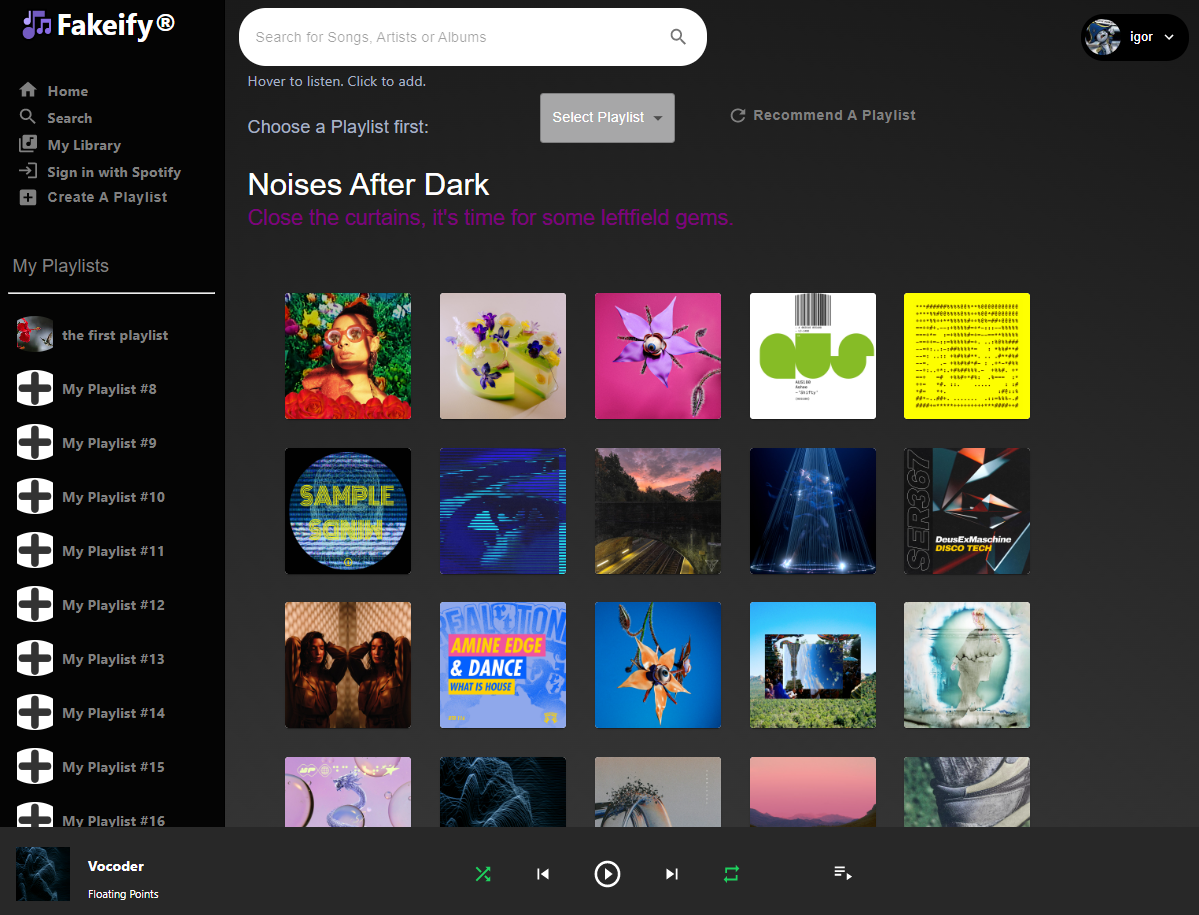 Fakeify®
Search for Songs, Artists or Albums
igor
Hover to listen. Click to add.
Home
Search
My Library
Sign in with Spotify
Create A Playlist
Choose a Playlist first:
Select Playlist
Recommend A Playlist
Noises After Dark
Close the curtains, it's time for some leftfield gems.
My Playlists
the first playlist
My Playlist #8
My Playlist #9
My Playlist #10
My Playlist #11
My Playlist #12
My Playlist #13
My Playlist #14
My Playlist #15
My Playlist #16
SAMPLE
SER367
DeusExMaschine
DISCO TECH
AMINE EDGE
& DANCE
WHAT IS HOUSE
Vocoder
Floating Points